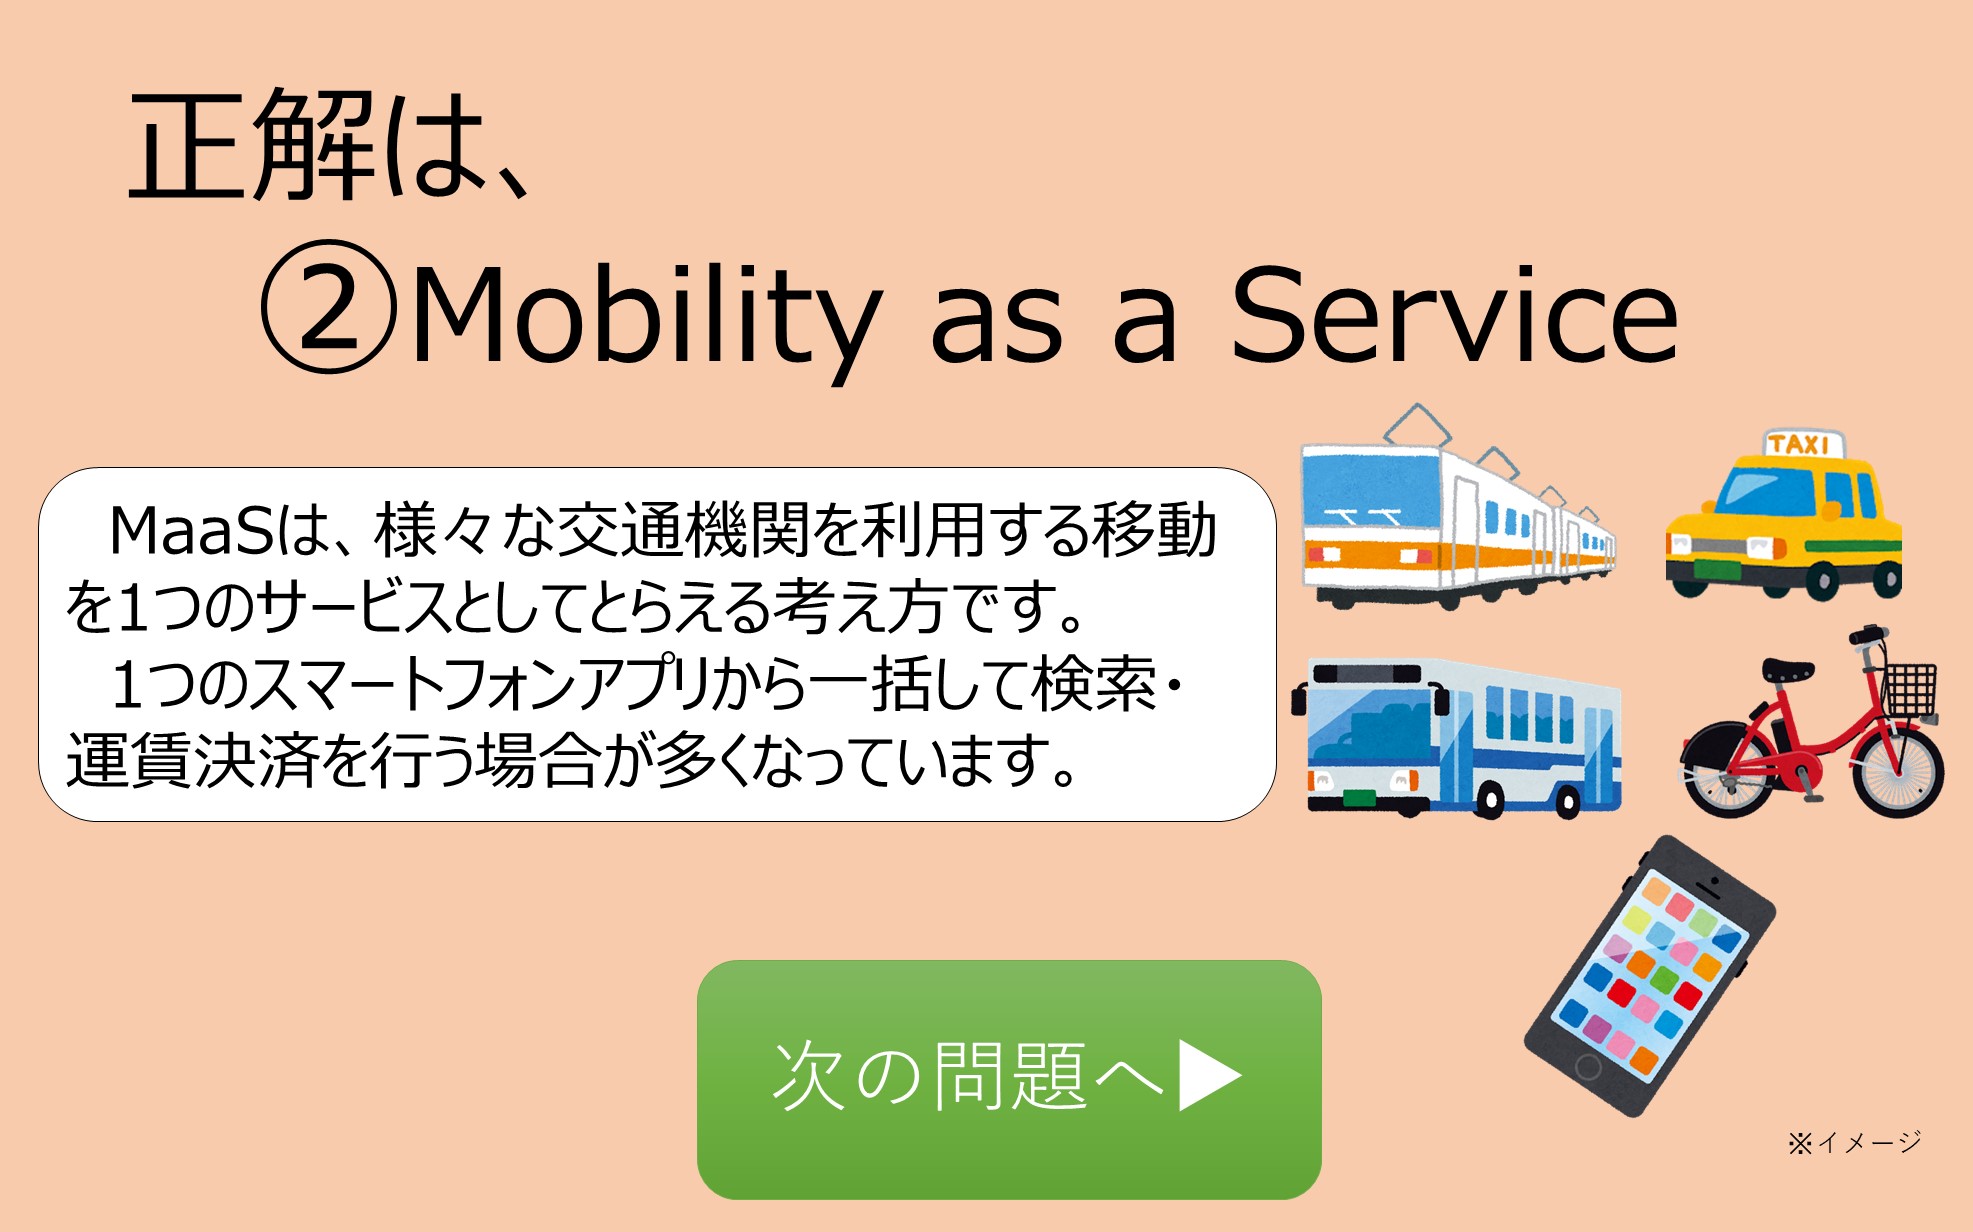 正解は、
②Mobility as a Service
TAXI
MaaSは、様々な交通機関を利用する移動
を1つのサービスとしてとらえる考え方です。
1つのスマートフォンアプリから一括して検索・
運賃決済を行う場合が多くなっています。
次の問題へ▶
※イメージ